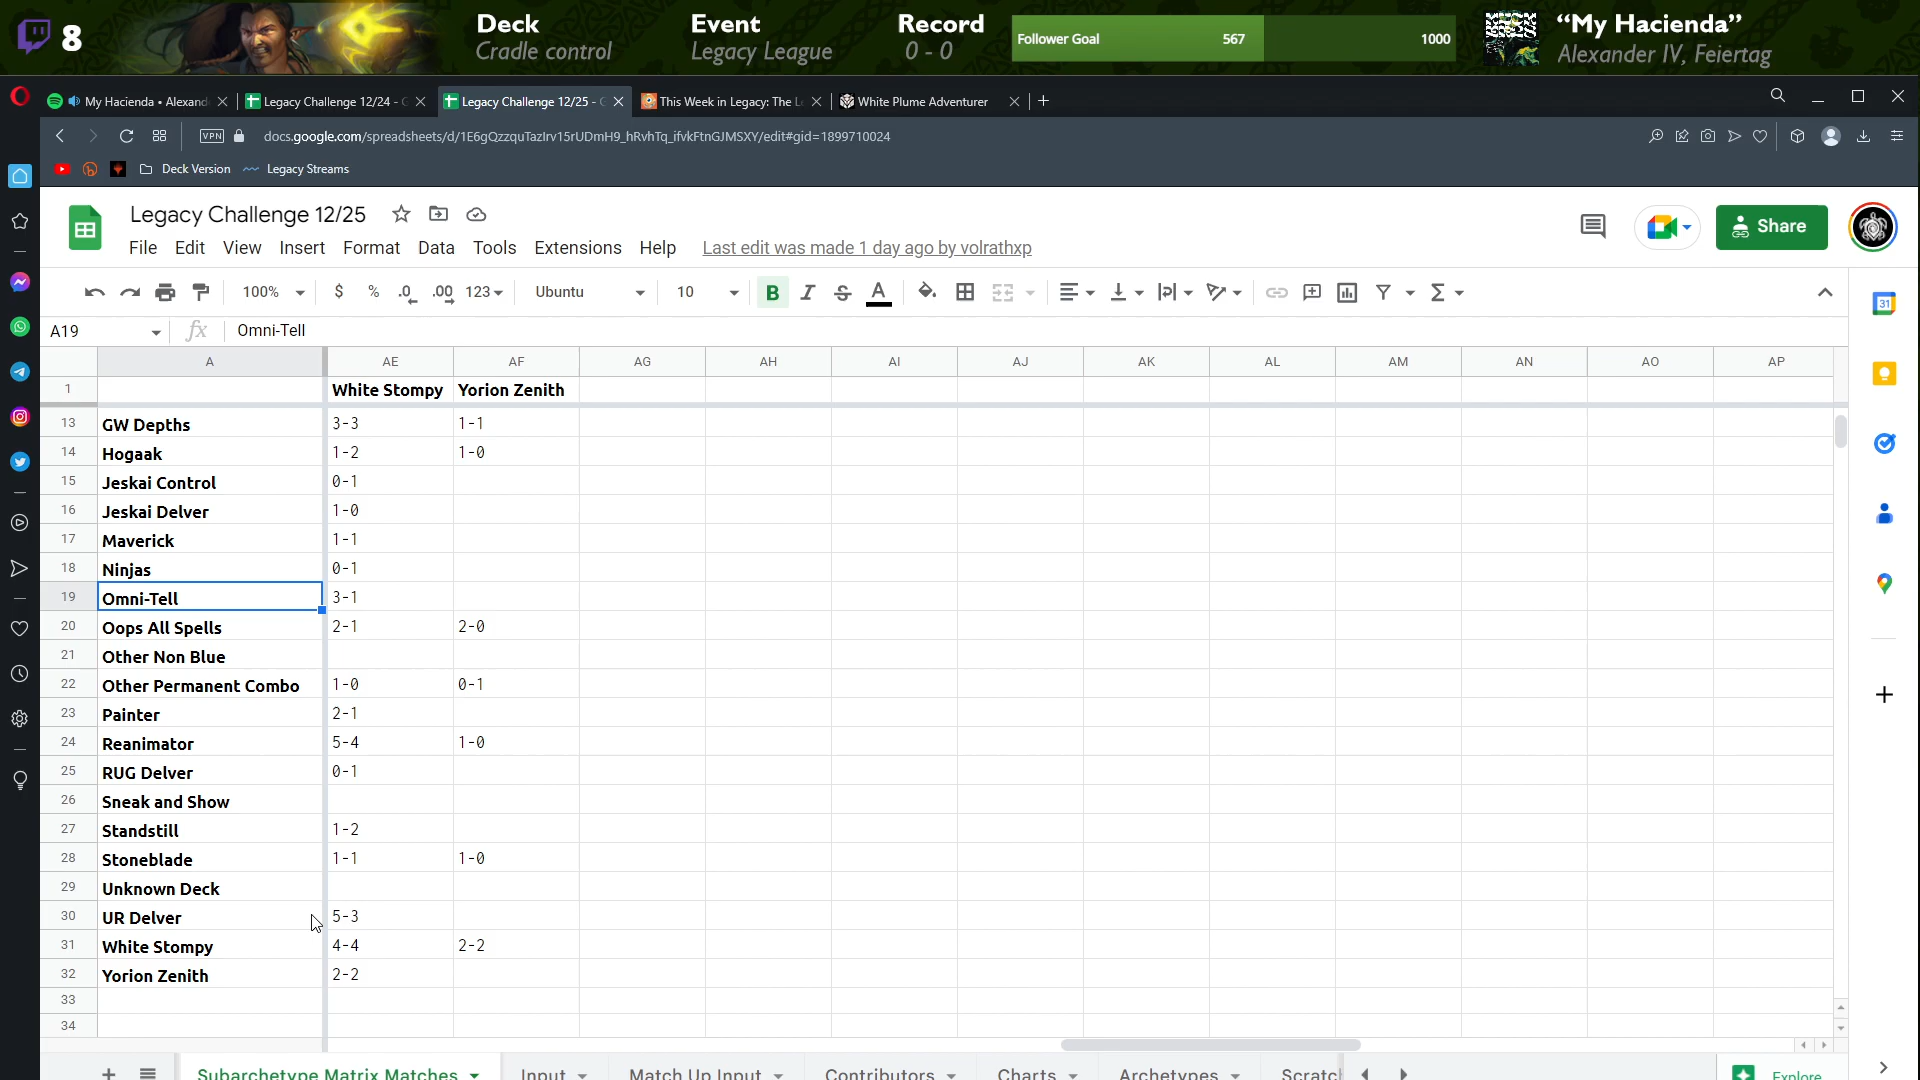 8
Deck
Cradle control
Event
Legacy League
Record
0 - 0
Follower Goal 567 1000
“My Hacienda”
Alexander IV, Feiertag
My Hacienda • Alexand
Legacy Challenge 12/24 -
Legacy Challenge 12/25 -
This Week in Legacy: The L
White Plume Adventurer
VPN
docs.google.com/spreadsheets/d/1E6gQzzquTazIrv15rUDmH9_hRvhTq_ifvkFtnGJMSXY/edit#gid=1899710024
Deck Version
Legacy Streams
Legacy Challenge 12/25
File Edit View Insert Format Data Tools Extensions Help Last edit was made 1 day ago by volrathxp
Share
100% $ % .0 .00 123 Ubuntu 10 B I S A
A19 fx Omni-Tell
A AE AF AG AH AI AJ AK AL AM AN AO AP
1 White Stompy Yorion Zenith
13 GW Depths 3-3 1-1
14 Hogaak 1-2 1-0
15 Jeskai Control 0-1
16 Jeskai Delver 1-0
17 Maverick 1-1
18 Ninjas 0-1
19 Omni-Tell 3-1
20 Oops All Spells 2-1 2-0
21 Other Non Blue
22 Other Permanent Combo 1-0 0-1
23 Painter 2-1
24 Reanimator 5-4 1-0
25 RUG Delver 0-1
26 Sneak and Show
27 Standstill 1-2
28 Stoneblade 1-1 1-0
29 Unknown Deck
30 UR Delver 5-3
31 White Stompy 4-4 2-2
32 Yorion Zenith 2-2
33
34
31
Subarchetype Matrix Matches Input Match Up Input Contributors Charts Archetypes Scratch Explore